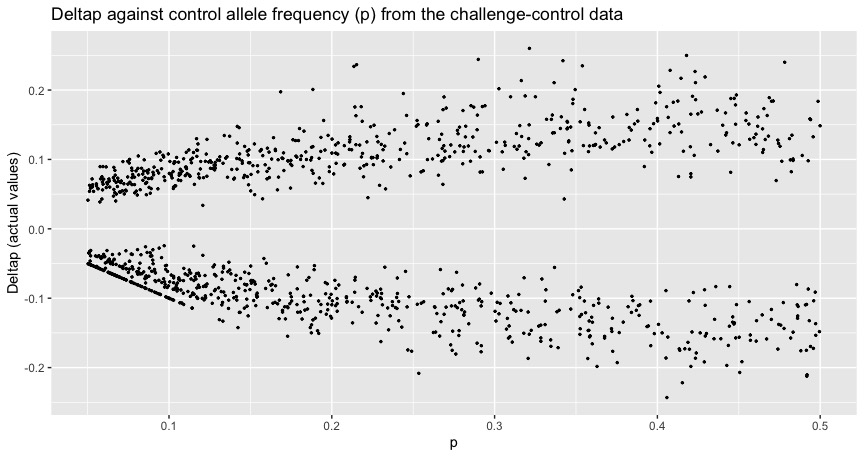 Deltap against control allele frequency (p) from the challenge-control data
Deltap (actual values)
0.2
0.1
0.0
-0.1
-0.2
0.1 0.2 0.3 0.4 0.5
p